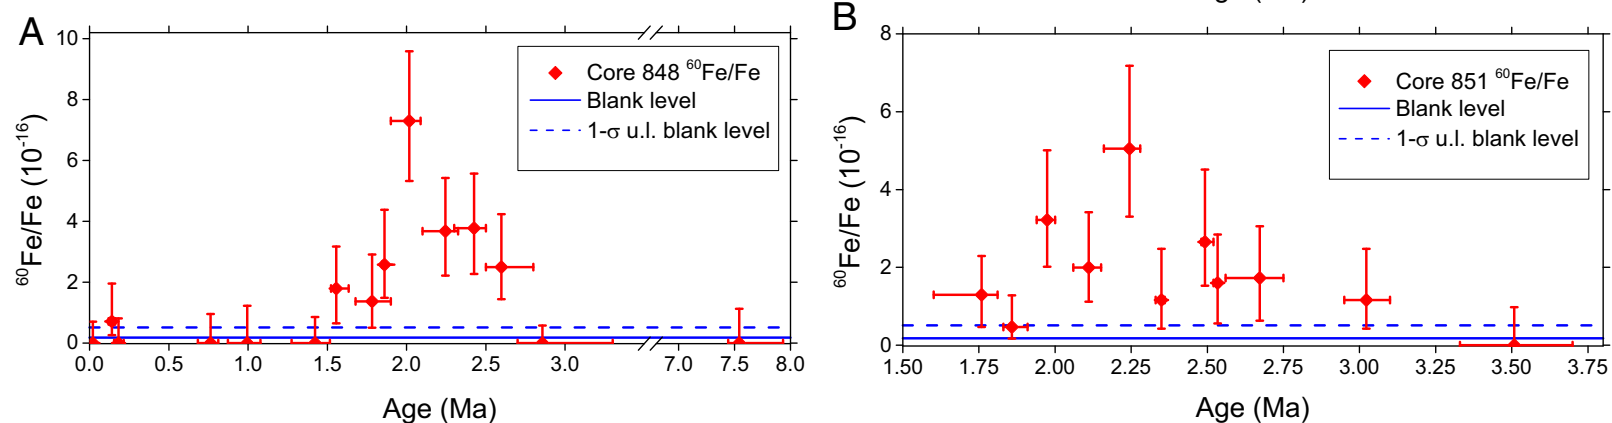 A
10
8
6
4
2
0
⁶⁰Fe/Fe (10⁻¹⁶)
Core 848 ⁶⁰Fe/Fe
Blank level
1-σ u.l. blank level
0.0 0.5 1.0 1.5 2.0 2.5 3.0 7.0 7.5 8.0
Age (Ma)
B
8
6
4
2
0
⁶⁰Fe/Fe (10⁻¹⁶)
Core 851 ⁶⁰Fe/Fe
Blank level
1-σ u.l. blank level
1.50 1.75 2.00 2.25 2.50 2.75 3.00 3.25 3.50 3.75
Age (Ma)